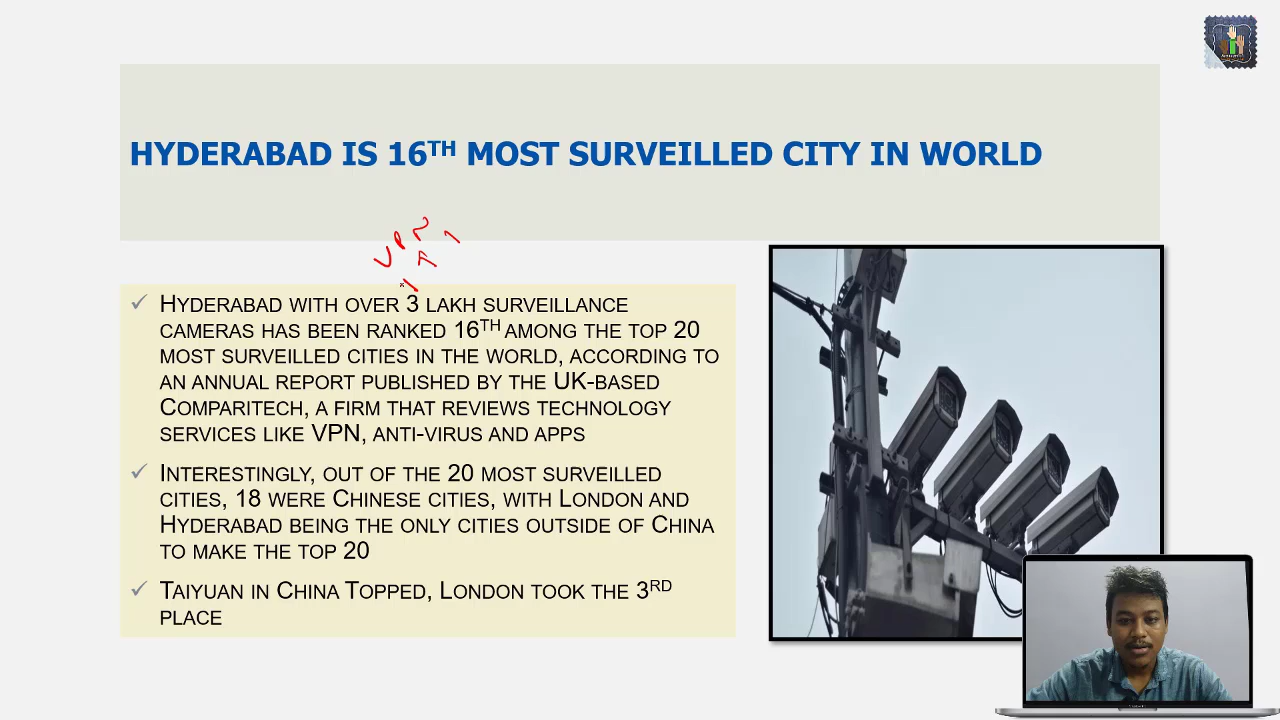 HYDERABAD IS 16TH MOST SURVEILLED CITY IN WORLD
VPN
HYDERABAD WITH OVER 3 LAKH SURVEILLANCE
CAMERAS HAS BEEN RANKED 16TH AMONG THE TOP 20
MOST SURVEILLED CITIES IN THE WORLD, ACCORDING TO
AN ANNUAL REPORT PUBLISHED BY THE UK-BASED
COMPARITECH, A FIRM THAT REVIEWS TECHNOLOGY
SERVICES LIKE VPN, ANTI-VIRUS AND APPS
INTERESTINGLY, OUT OF THE 20 MOST SURVEILLED
CITIES, 18 WERE CHINESE CITIES, WITH LONDON AND
HYDERABAD BEING THE ONLY CITIES OUTSIDE OF CHINA
TO MAKE THE TOP 20
TAIYUAN IN CHINA TOPPED, LONDON TOOK THE 3RD
PLACE